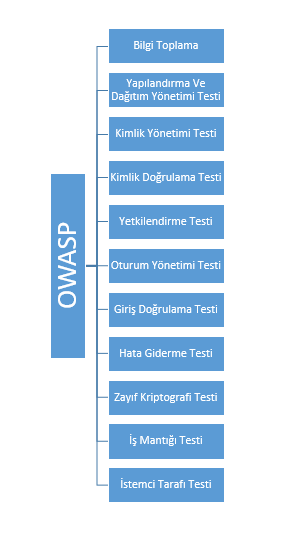 OWASP
Bilgi Toplama
Yapılandırma Ve
Dağıtım Yönetimi Testi
Kimlik Yönetimi Testi
Kimlik Doğrulama Testi
Yetkilendirme Testi
Oturum Yönetimi Testi
Giriş Doğrulama Testi
Hata Giderme Testi
Zayıf Kriptografi Testi
İş Mantığı Testi
İstemci Tarafı Testi